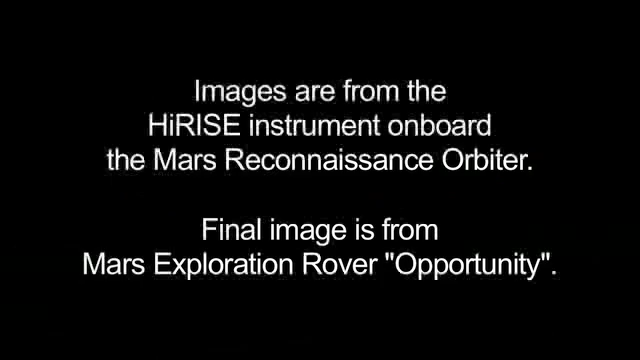 Images are from the
HiRISE instrument onboard
the Mars Reconnaissance Orbiter.
Final image is from
Mars Exploration Rover "Opportunity".